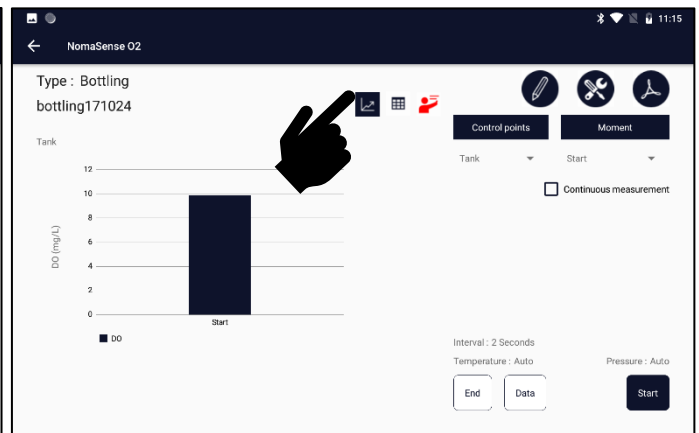 11:15
NomaSense O2
Type : Bottling
bottling171024
Tank
12
10
8
6
4
2
0
DO (mg/L)
Start
DO
Control points
Moment
Tank
Start
Continuous measurement
Interval : 2 Seconds
Temperature : Auto
Pressure : Auto
End
Data
Start